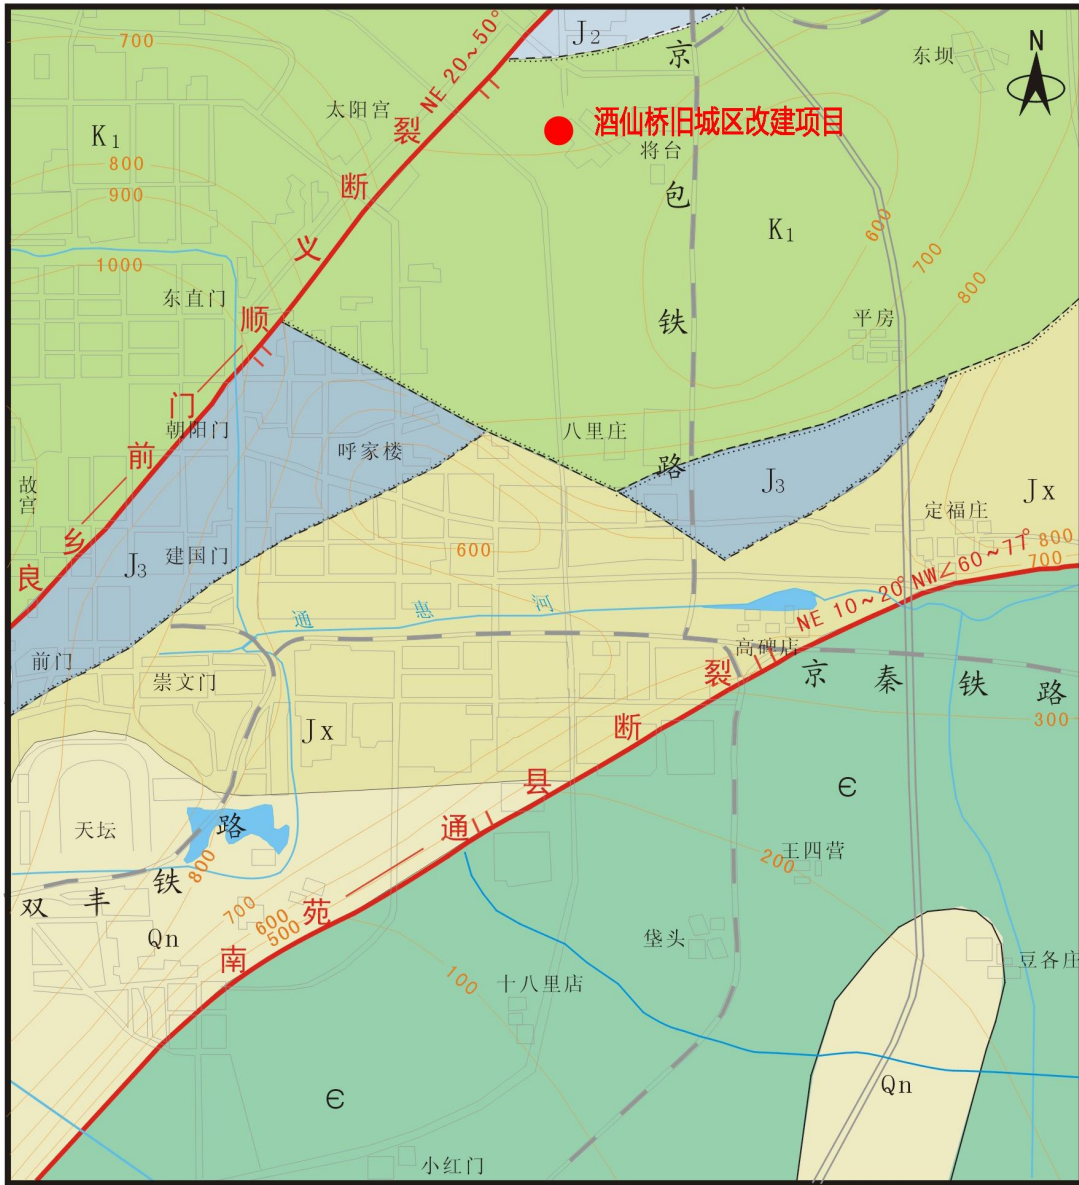 700
J2
NE 20~50°
京
东坝
N
太阳宫
酒仙桥旧城区改建项目
将台
K1
800
900
1000
包
K1
600
700
800
东直门
平房
铁
良乡前门顺义断裂
朝阳门
呼家楼
八里庄
路
J3
故宫
定福庄
Jx
建国门
J3
600
800
700
NE 10~20° NW∠60~77°
通惠河
前门
崇文门
高碑店
京秦铁路
300
Jx
Є
天坛
路
800
铁
丰
双
700
600
500
Qn
200
王四营
南苑通县断裂
垡头
豆各庄
100
十八里店
Qn
Є
小红门